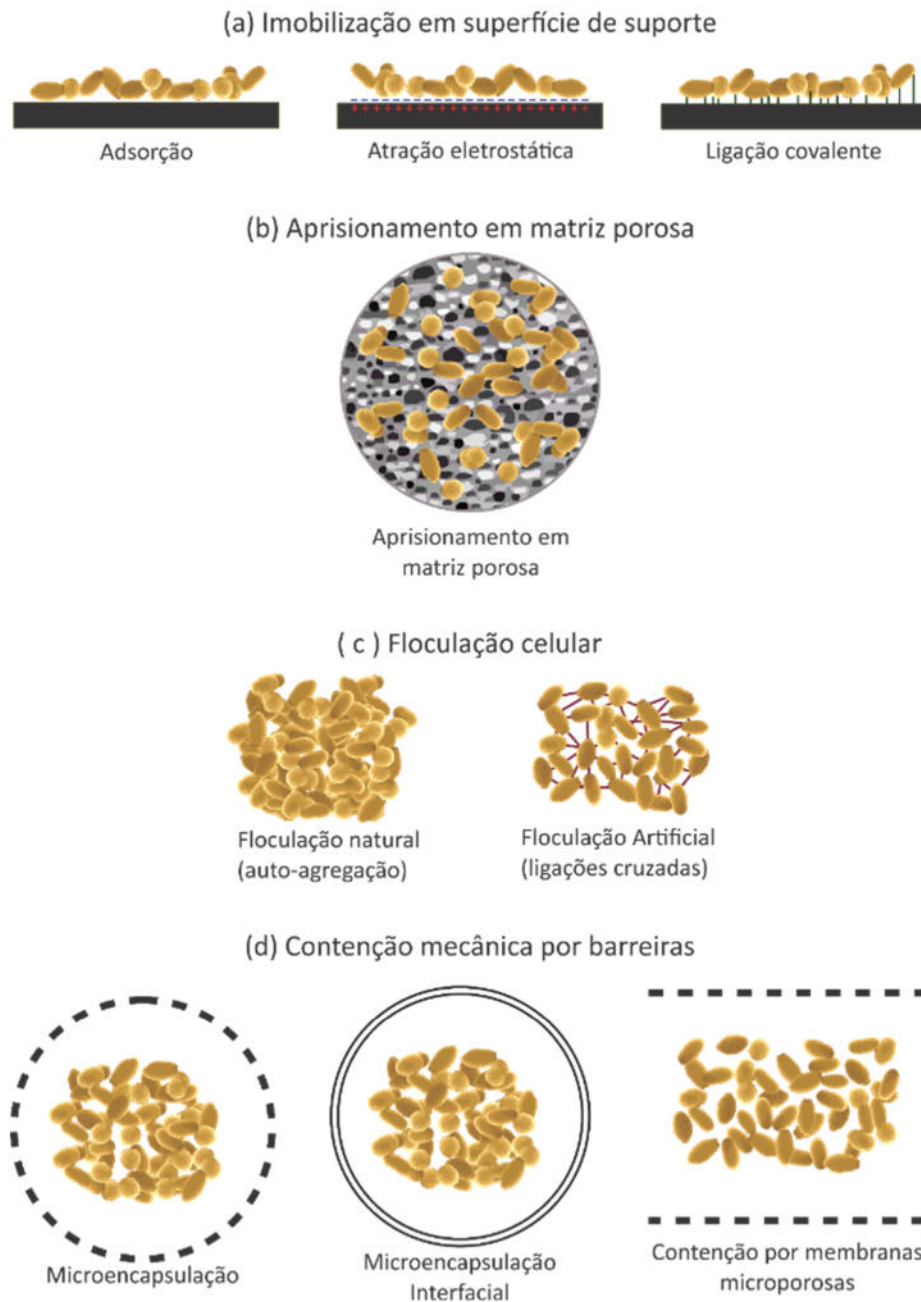 (a) Imobilização em superfície de suporte
Adsorção
Atração eletrostática
Ligação covalente
(b) Aprisionamento em matriz porosa
Aprisionamento em
matriz porosa
( c ) Floculação celular
Floculação natural
(auto-agregação)
Floculação Artificial
(ligações cruzadas)
(d) Contenção mecânica por barreiras
Microencapsulação
Microencapsulação
Interfacial
Contenção por membranas
microporosas